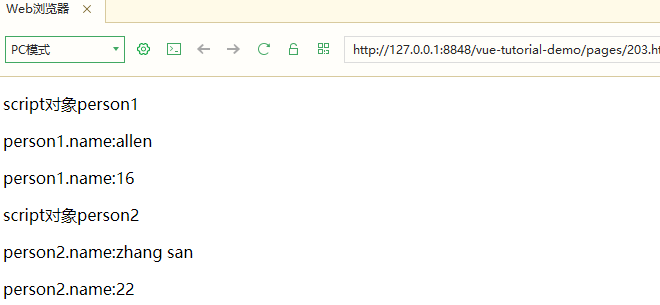 Web浏览器
PC模式
http://127.0.0.1:8848/vue-tutorial-demo/pages/203.h
script对象person1
person1.name:allen
person1.name:16
script对象person2
person2.name:zhang san
person2.name:22